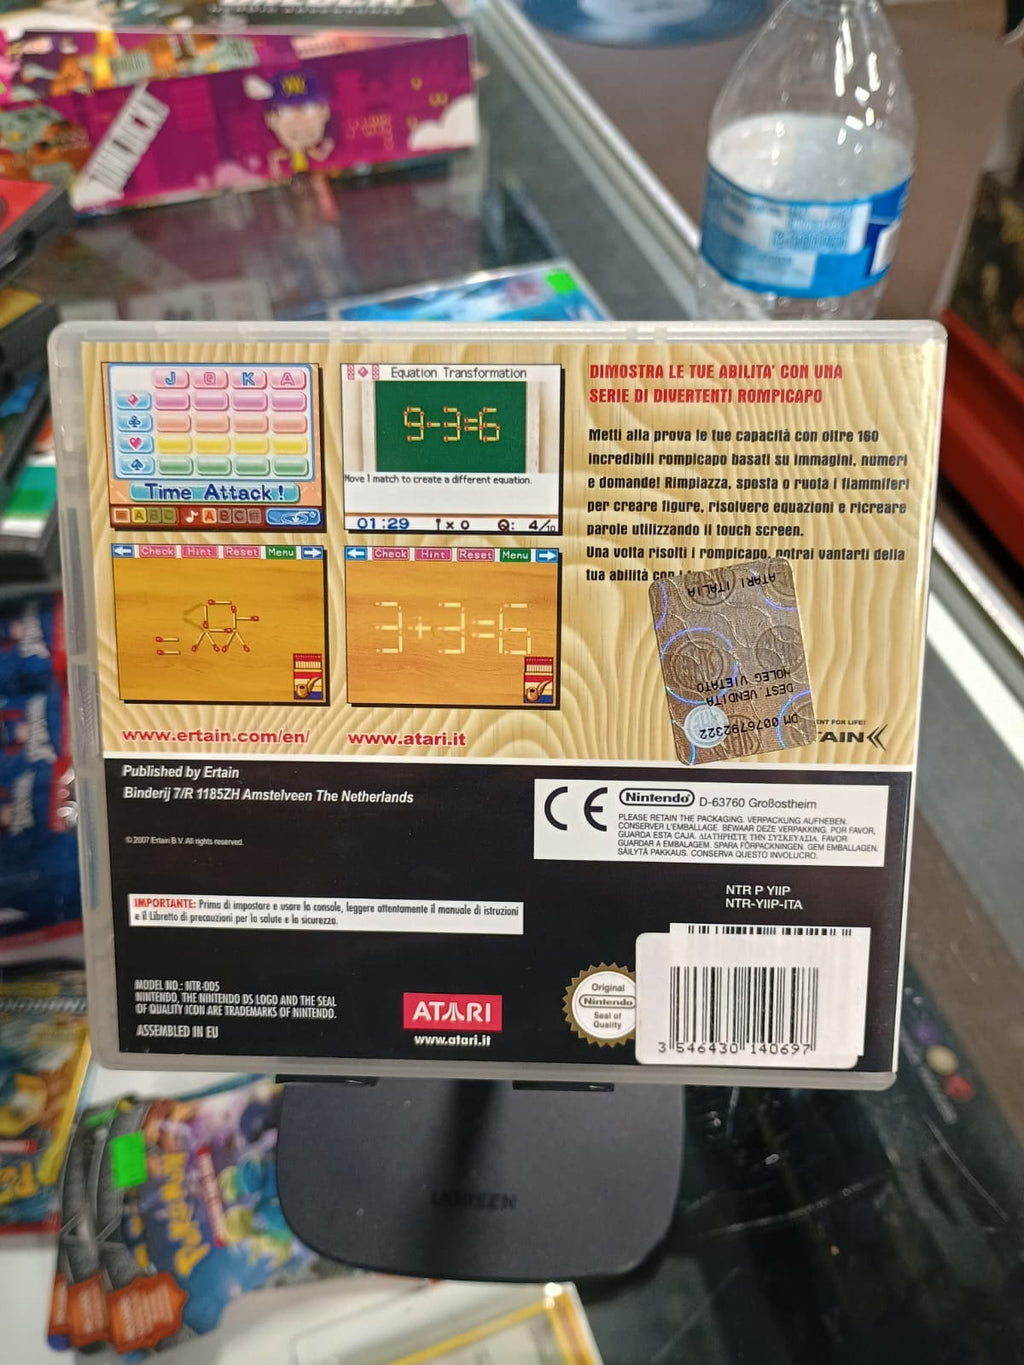 J Q K A
Time Attack!
ABC ABC
Equation Transformation
9-3=6
Move 1 match to create a different equation.
01:29 x 0 Q: 4/10
Check Hint Reset Menu
Check Hint Reset Menu
3+3=6
www.ertain.com/en/
www.atari.it
DIMOSTRA LE TUE ABILITA' CON UNA
SERIE DI DIVERTENTI ROMPICAPO
Metti alla prova le tue capacità con oltre 160
incredibili rompicapo basati su immagini, numeri
e domande! Rimpiazza, sposta o ruota i fiammiferi
per creare figure, risolvere equazioni e ricreare
parole utilizzando il touch screen.
Una volta risolti i rompicapo, potrai vantarti della
tua abilità con i
ATARI ITALIA
NOLEG VIETATO
DEST VENDITA
DM 0076792322
ENT FOR LIFE!
TAIN
Published by Ertain
Binderij 7/R 1185ZH Amstelveen The Netherlands
© 2007 Ertain B.V. All rights reserved.
CE Nintendo D-63760 Großostheim
PLEASE RETAIN THE PACKAGING. VERPACKUNG AUFHEBEN.
CONSERVER L'EMBALLAGE. BEWAAR DEZE VERPAKKING. POR FAVOR,
GUARDA ESTA CAJA. ΔΙΑΤΗΡΗΣΤΕ ΤΗΝ ΣΥΣΚΕΥΑΣΙΑ. FAVOR
GUARDAR A EMBALAGEM. SPARA FÖRPACKNINGEN. GEM EMBALLAGEN.
SÄILYTÄ PAKKAUS. CONSERVA QUESTO INVOLUCRO.
NTR P YIIP
NTR-YIIP-ITA
IMPORTANTE: Prima di impostare e usare la console, leggere attentamente il manuale di istruzioni
e il Libretto di precauzioni per la salute e la sicurezza.
MODEL NO.: NTR-005
NINTENDO, THE NINTENDO DS LOGO AND THE SEAL
OF QUALITY ICON ARE TRADEMARKS OF NINTENDO.
ASSEMBLED IN EU
ATARI
www.atari.it
Original
Nintendo
Seal of
Quality
3 546430 140697
UGREEN